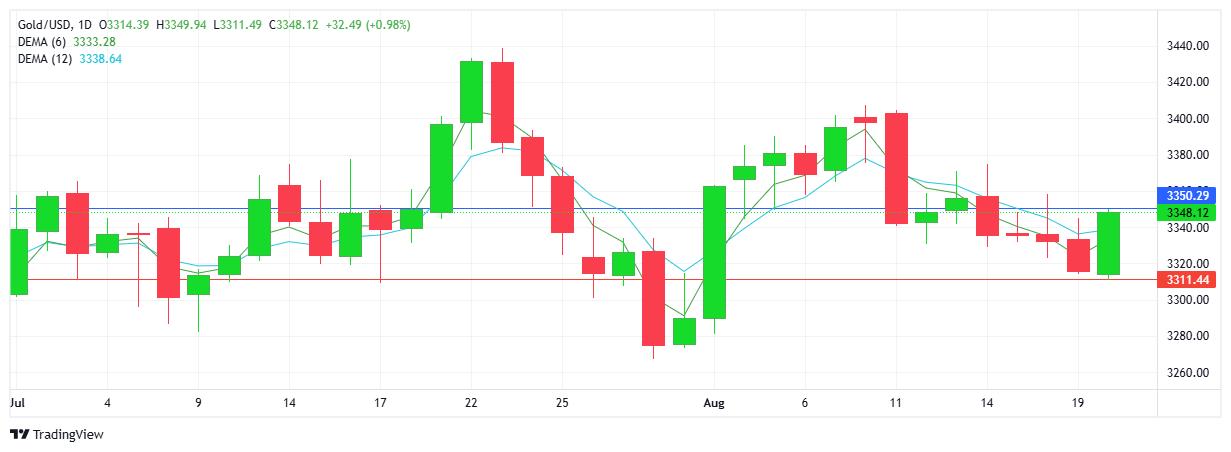 Gold/USD, 1D O3314.39 H3349.94 L3311.49 C3348.12 +32.49 (+0.98%)
DEMA (6) 3333.28
DEMA (12) 3338.64
3440.00
3420.00
3400.00
3380.00
3350.29
3348.12
3340.00
3320.00
3311.44
3300.00
3280.00
3260.00
Jul 4 9 14 17 22 25 Aug 6 11 14 19
TradingView